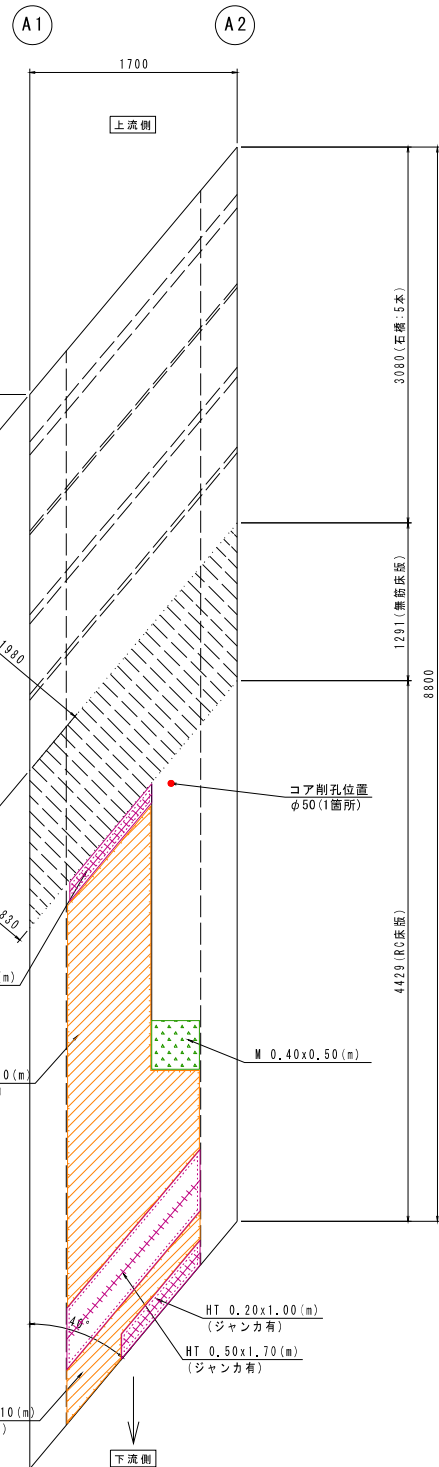 A1
A2
1700
上流側
3080(石橋:5本)
1291(無筋床版)
8800
1980
コア削孔位置
φ50(1箇所)
830
4429(RC床版)
(m)
M 0.40x0.50(m)
0(m)
HT 0.20x1.00(m)
(ジャンカ有)
40°
HT 0.50x1.70(m)
(ジャンカ有)
10(m)
)
下流側